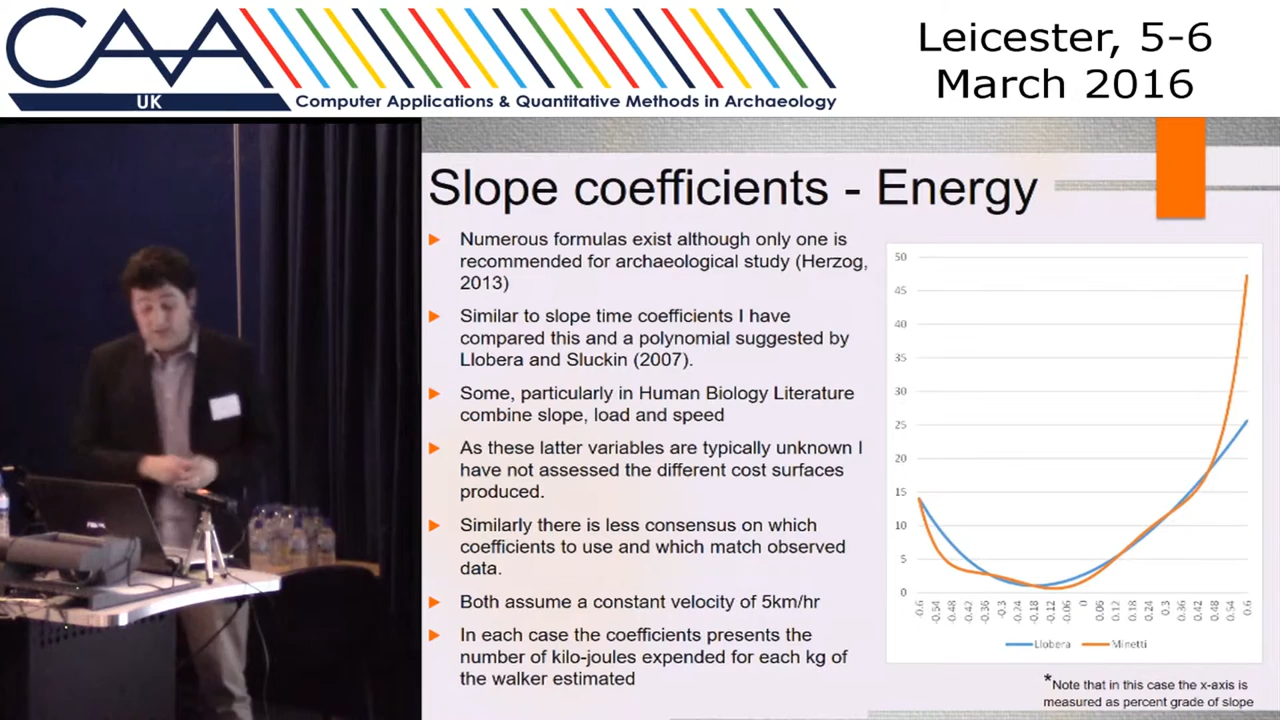 CAA
UK
Computer Applications & Quantitative Methods in Archaeology
Leicester, 5-6
March 2016
Slope coefficients - Energy
Numerous formulas exist although only one is
recommended for archaeological study (Herzog,
2013)
Similar to slope time coefficients I have
compared this and a polynomial suggested by
Llobera and Sluckin (2007).
Some, particularly in Human Biology Literature
combine slope, load and speed
As these latter variables are typically unknown I
have not assessed the different cost surfaces
produced.
Similarly there is less consensus on which
coefficients to use and which match observed
data.
Both assume a constant velocity of 5km/hr
In each case the coefficients presents the
number of kilo-joules expended for each kg of
the walker estimated
50
45
40
35
30
25
20
15
10
5
0
-0.6 -0.54 -0.48 -0.42 -0.36 -0.3 -0.24 -0.18 -0.12 -0.06 0 0.06 0.12 0.18 0.24 0.3 0.36 0.42 0.48 0.54 0.6
Llobera Minetti
*Note that in this case the x-axis is
measured as percent grade of slope